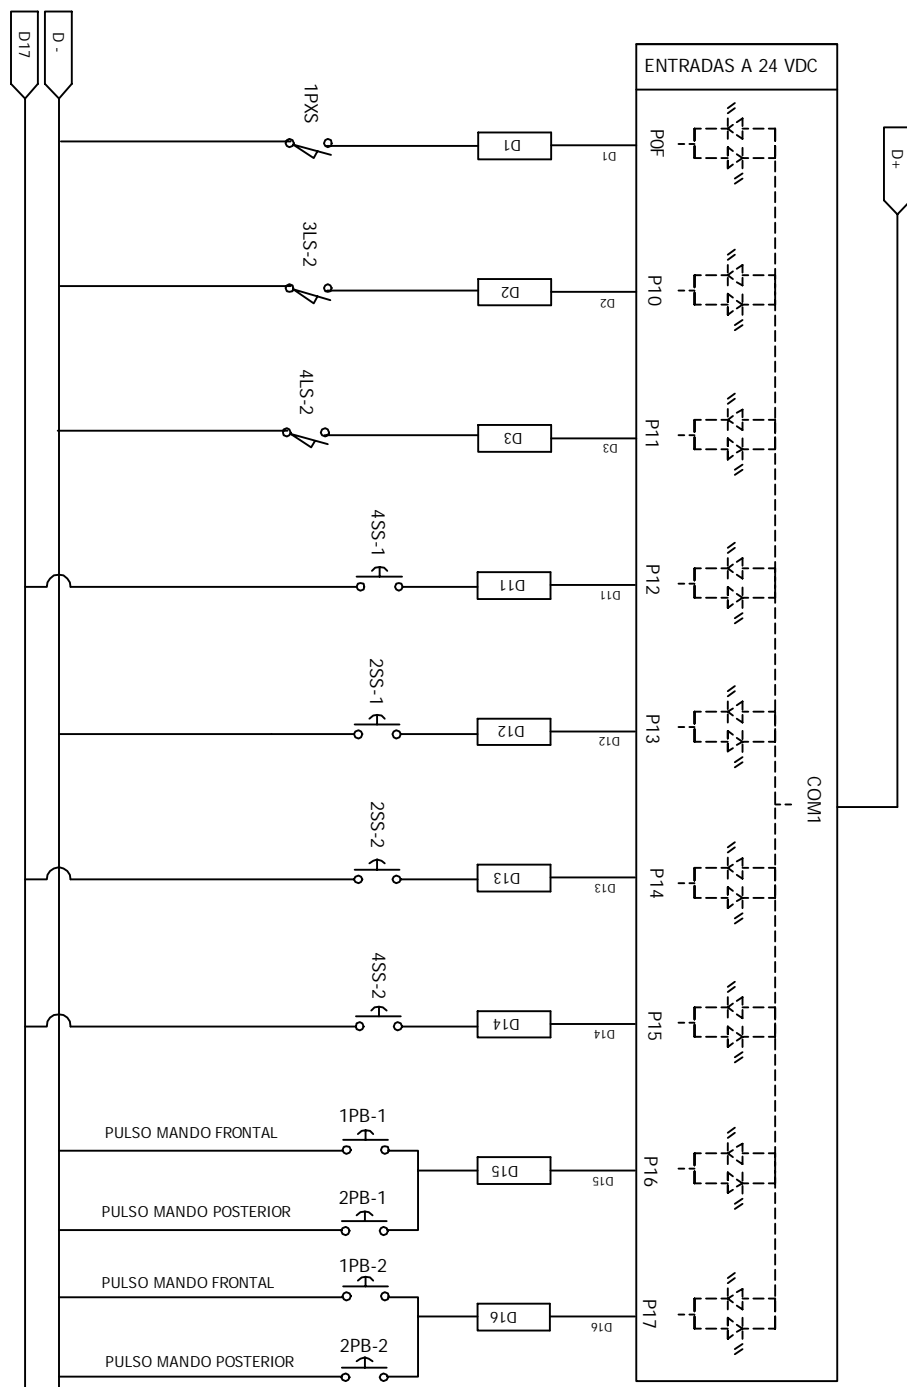 D17
D -
ENTRADAS A 24 VDC
D+
1PXS
D1
D1
P0F
3LS-2
D2
D2
P10
4LS-2
D3
D3
P11
4SS-1
D11
D11
P12
2SS-1
D12
D12
P13
COM1
2SS-2
D13
D13
P14
4SS-2
D14
D14
P15
PULSO MANDO FRONTAL
1PB-1
D15
D15
P16
PULSO MANDO POSTERIOR
2PB-1
PULSO MANDO FRONTAL
1PB-2
D16
D16
P17
PULSO MANDO POSTERIOR
2PB-2